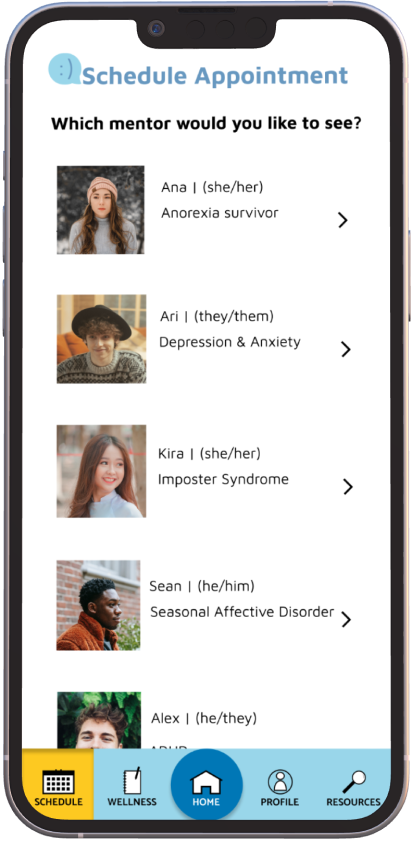 :)
Schedule Appointment
Which mentor would you like to see?
Ana | (she/her)
Anorexia survivor
Ari | (they/them)
Depression & Anxiety
Kira | (she/her)
Imposter Syndrome
Sean | (he/him)
Seasonal Affective Disorder
Alex | (he/they)
SCHEDULE
WELLNESS
HOME
PROFILE
RESOURCES